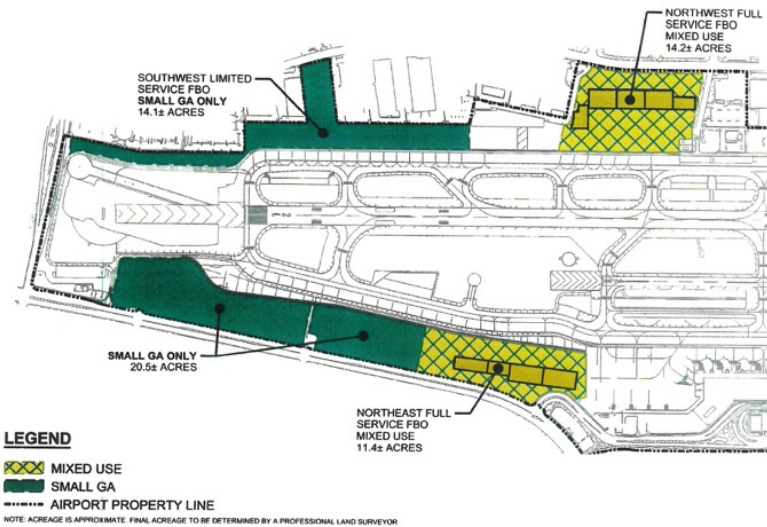 NORTHWEST FULL
SERVICE FBO
MIXED USE
14.2± ACRES
SOUTHWEST LIMITED
SERVICE FBO
SMALL GA ONLY
14.1± ACRES
SMALL GA ONLY
20.5± ACRES
NORTHEAST FULL
SERVICE FBO
MIXED USE
11.4± ACRES
LEGEND
MIXED USE
SMALL GA
AIRPORT PROPERTY LINE
NOTE: ACREAGE IS APPROXIMATE. FINAL ACREAGE TO BE DETERMINED BY A PROFESSIONAL LAND SURVEYOR